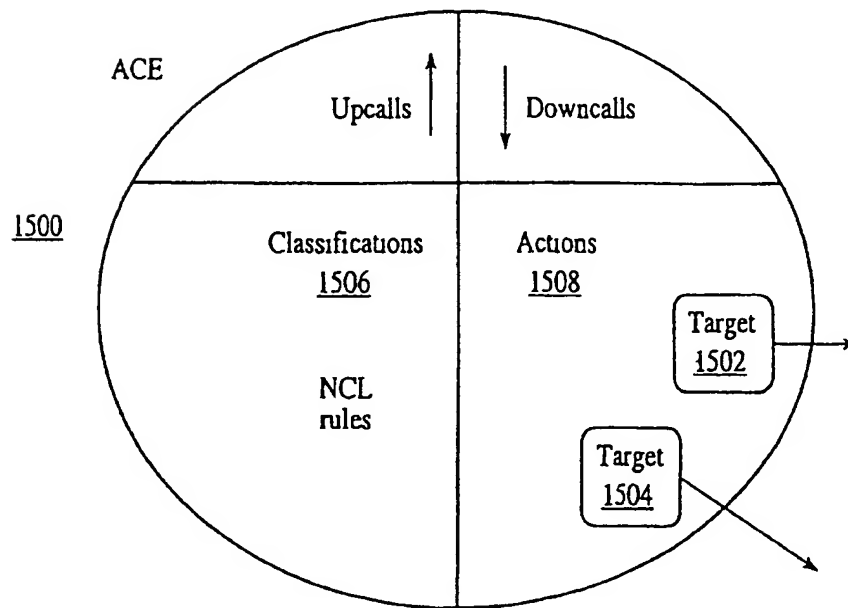 ACE
Upcalls
Downcalls
1500
Classifications
1506
Actions
1508
Target
1502
NCL
rules
Target
1504